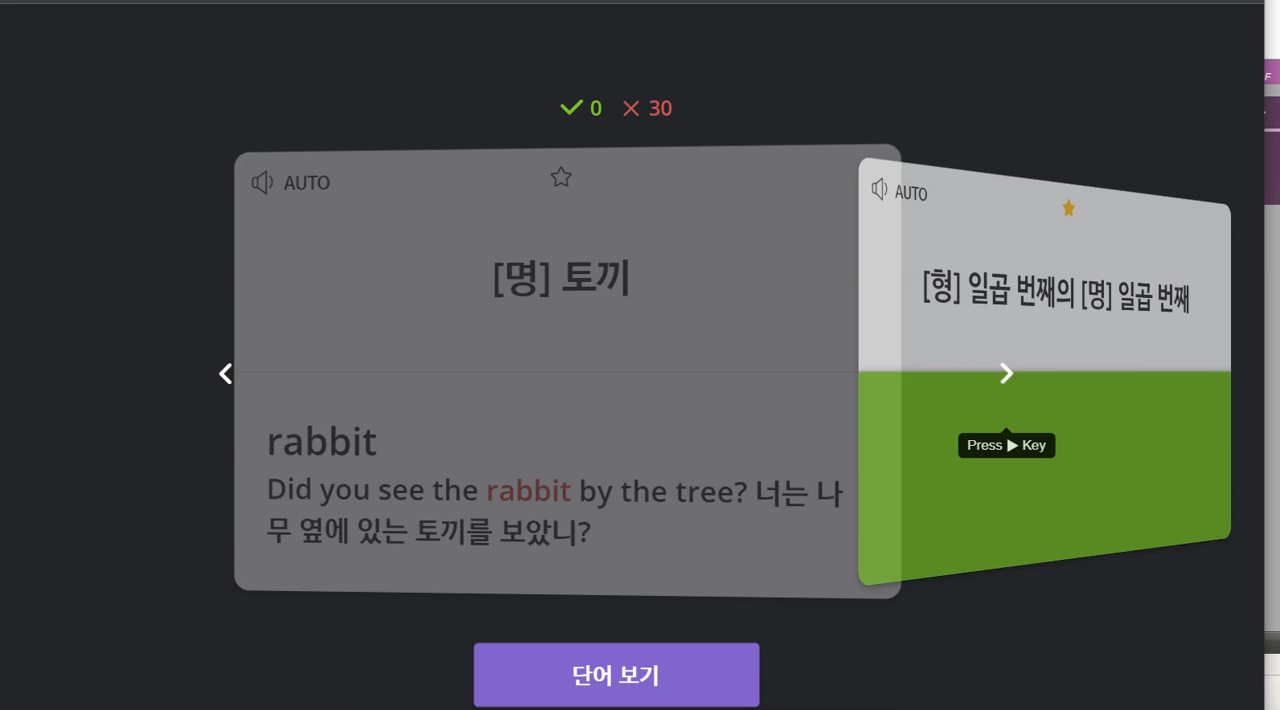 0 30
AUTO
[명] 토끼
rabbit
Did you see the rabbit by the tree? 너는 나
무 옆에 있는 토끼를 보았니?
AUTO
[형] 일곱 번째의 [명] 일곱 번째
Press ▶ Key
단어 보기
F